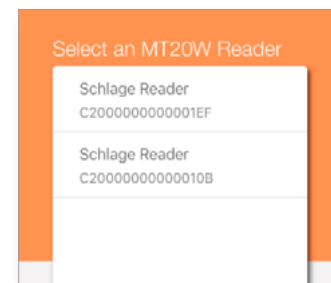 Select an MT20W Reader
Schlage Reader
C2000000000001EF
Schlage Reader
C20000000000010B